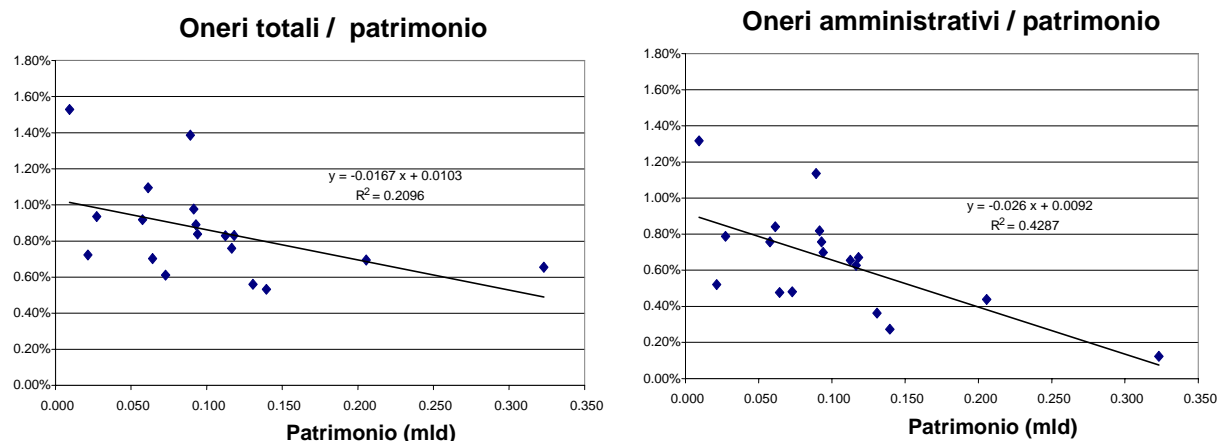 Oneri totali / patrimonio
1.80%
1.60%
1.40%
1.20%
1.00%
0.80%
0.60%
0.40%
0.20%
0.00%
y = -0.0167 x + 0.0103
R² = 0.2096
0.000 0.050 0.100 0.150 0.200 0.250 0.300 0.350
Patrimonio (mld)
Oneri amministrativi / patrimonio
1.80%
1.60%
1.40%
1.20%
1.00%
0.80%
0.60%
0.40%
0.20%
0.00%
y = -0.026 x + 0.0092
R² = 0.4287
0.000 0.050 0.100 0.150 0.200 0.250 0.300 0.350
Patrimonio (mld)